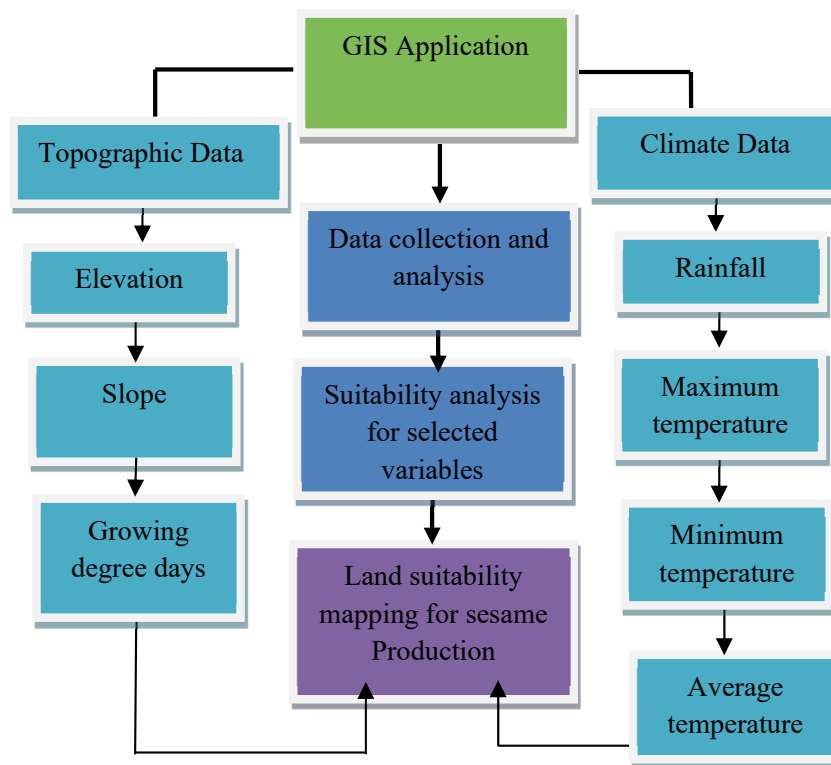 GIS Application
Topographic Data
Climate Data
Data collection and
analysis
Elevation
Rainfall
Slope
Suitability analysis
for selected
variables
Maximum
temperature
Growing
degree days
Minimum
temperature
Land suitability
mapping for sesame
Production
Average
temperature